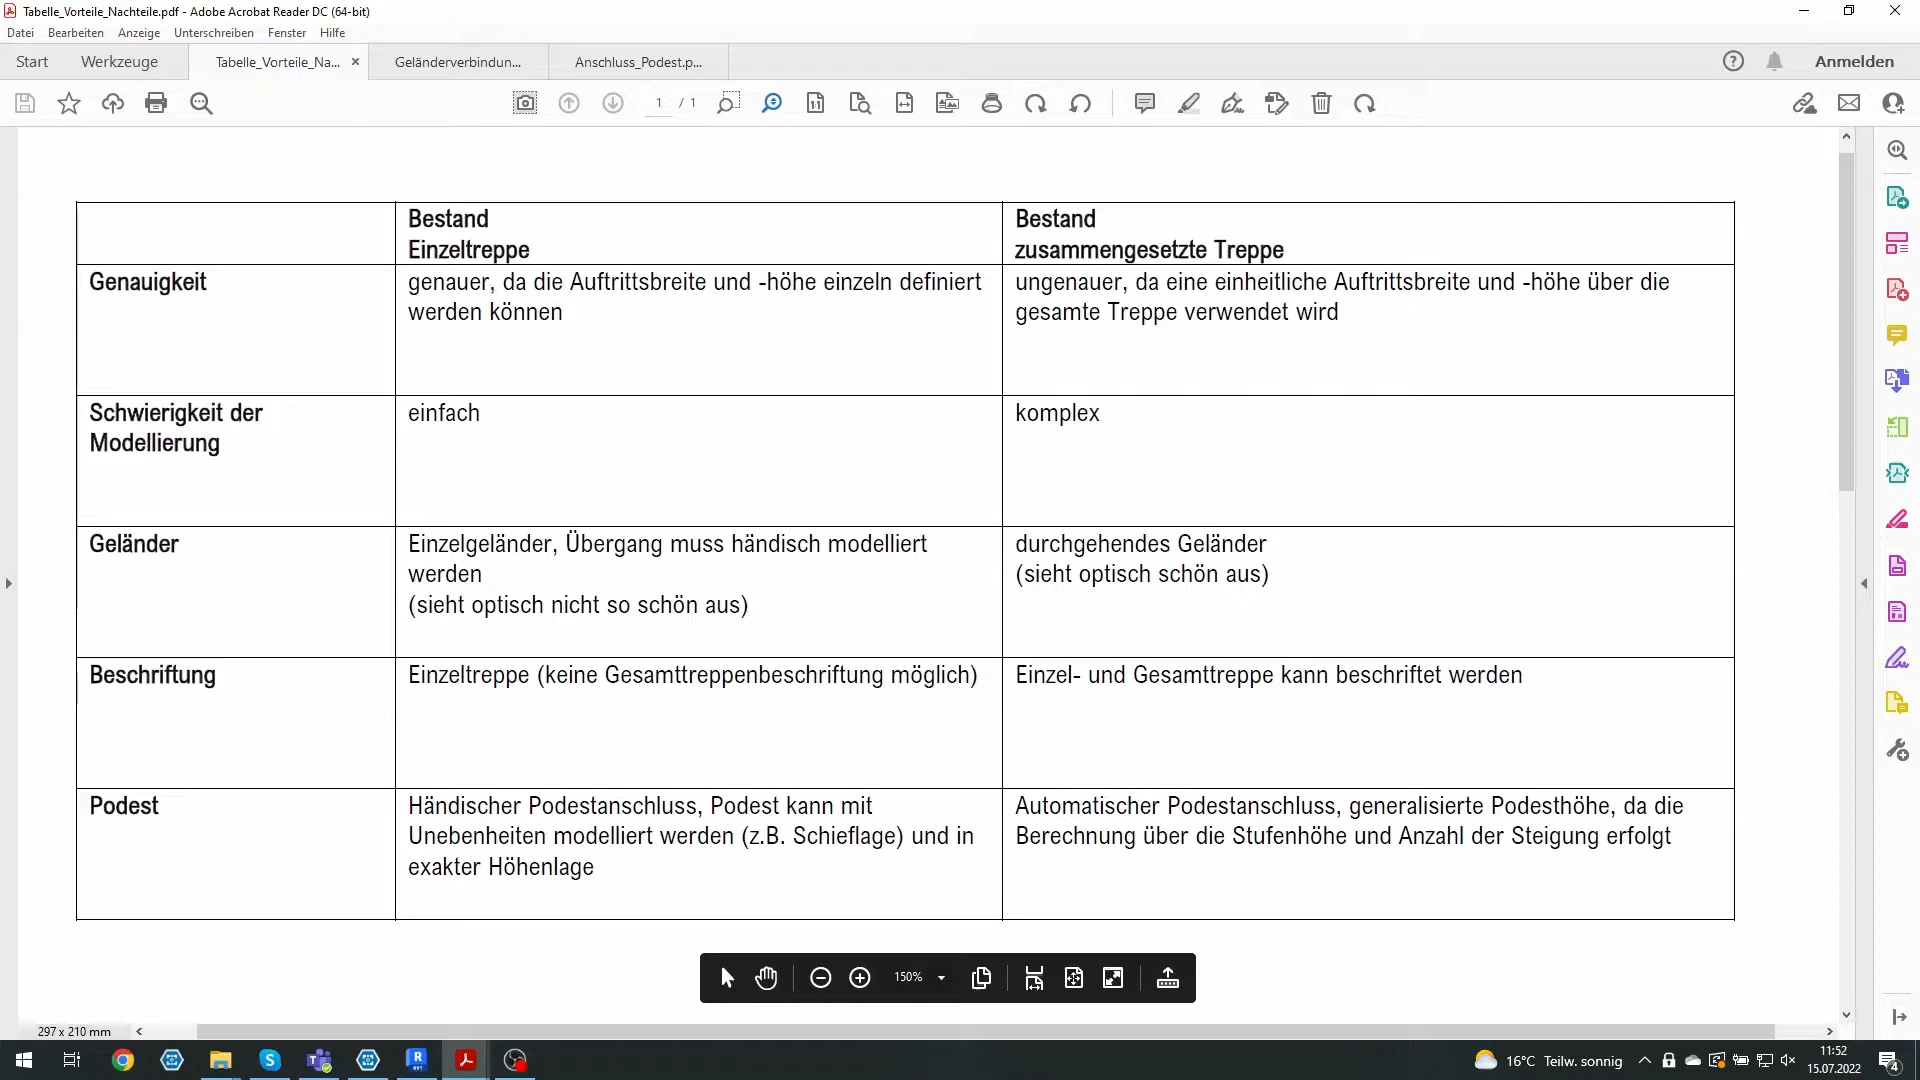 Tabelle_Vorteile_Nachteile.pdf - Adobe Acrobat Reader DC (64-bit)
Datei Bearbeiten Anzeige Unterschreiben Fenster Hilfe
Start Werkzeuge Tabelle_Vorteile_Na... Geländerverbindun... Anschluss_Podest.p... Anmelden
1 / 1
Bestand
Einzeltreppe
Bestand
zusammengesetzte Treppe
Genauigkeit
genauer, da die Auftrittsbreite und -höhe einzeln definiert
werden können
ungenauer, da eine einheitliche Auftrittsbreite und -höhe über die
gesamte Treppe verwendet wird
Schwierigkeit der
Modellierung
einfach
komplex
Geländer
Einzelgeländer, Übergang muss händisch modelliert
werden
(sieht optisch nicht so schön aus)
durchgehendes Geländer
(sieht optisch schön aus)
Beschriftung
Einzeltreppe (keine Gesamttreppenbeschriftung möglich)
Einzel- und Gesamttreppe kann beschriftet werden
Podest
Händischer Podestanschluss, Podest kann mit
Unebenheiten modelliert werden (z.B. Schieflage) und in
exakter Höhenlage
Automatischer Podestanschluss, generalisierte Podesthöhe, da die
Berechnung über die Stufenhöhe und Anzahl der Steigung erfolgt
150%
297 x 210 mm
16°C Teilw. sonnig
11:52
15.07.2022
4